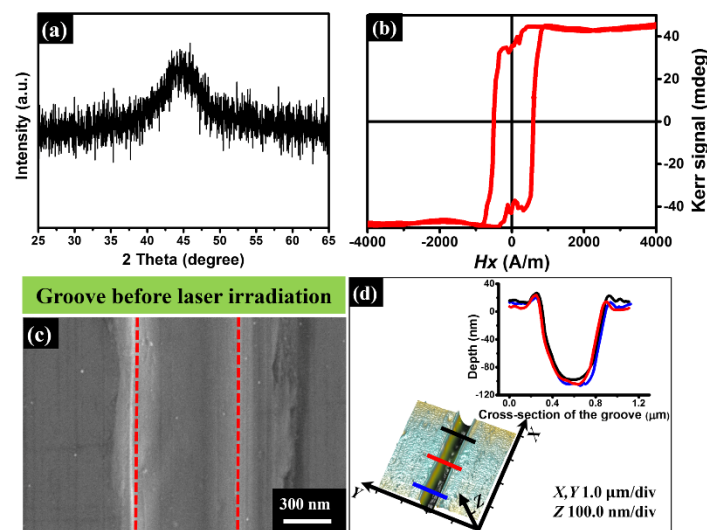 (a)
Intensity (a.u.)
25 30 35 40 45 50 55 60 65
2 Theta (degree)
(b)
40
20
0
-20
-40
Kerr signal (mdeg)
-4000 -2000 0 2000 4000
Hx (A/m)
Groove before laser irradiation
(c)
300 nm
(d)
Depth (nm)
40
0
-40
-80
-120
0.0 0.4 0.8 1.2
Cross-section of the groove (μm)
X
Y
Z
X,Y 1.0 μm/div
Z 100.0 nm/div